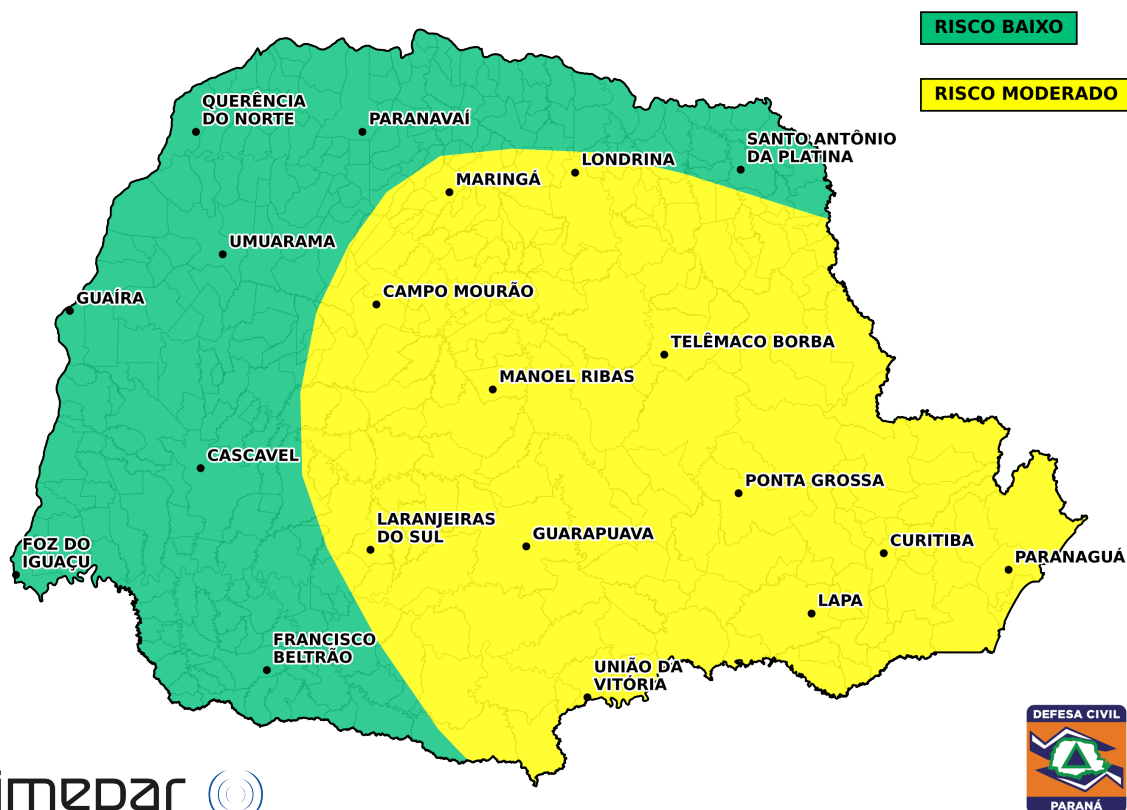 RISCO BAIXO
RISCO MODERADO
QUERÊNCIA
DO NORTE
PARANAVAÍ
SANTO ANTÔNIO
DA PLATINA
LONDRINA
MARINGÁ
UMUARAMA
GUAÍRA
CAMPO MOURÃO
TELÊMACO BORBA
MANOEL RIBAS
CASCAVEL
PONTA GROSSA
LARANJEIRAS
DO SUL
GUARAPUAVA
CURITIBA
FOZ DO
IGUAÇU
PARANAGUÁ
LAPA
FRANCISCO
BELTRÃO
UNIÃO DA
VITÓRIA
DEFESA CIVIL
PARANÁ
imepar